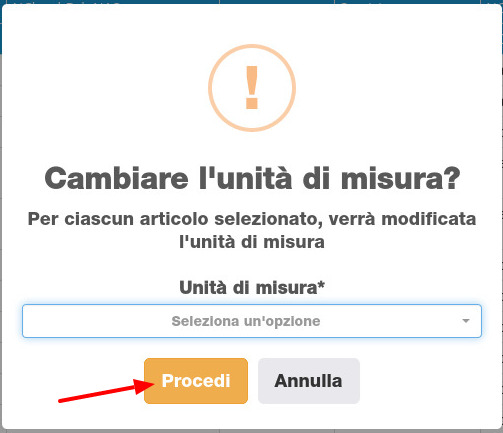 !
Cambiare l'unità di misura?
Per ciascun articolo selezionato, verrà modificata
l'unità di misura
Unità di misura*
Seleziona un'opzione
Procedi
Annulla